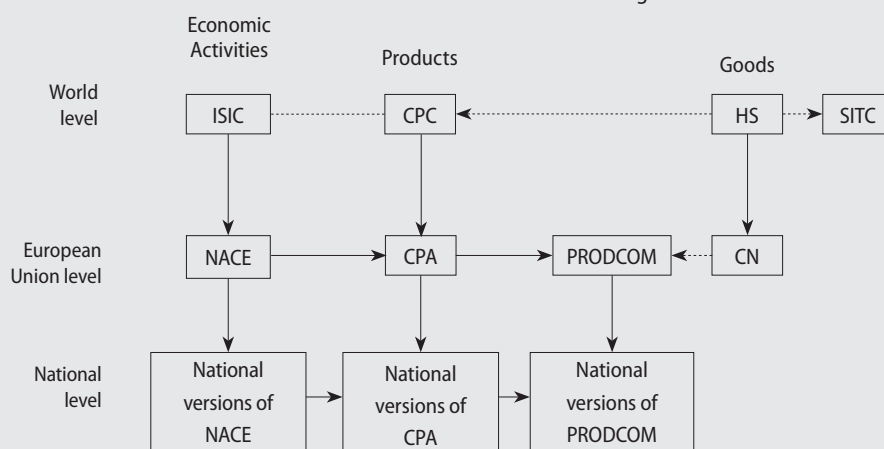 Economic
Activities
Products
Goods
World
level
ISIC
CPC
HS
SITC
European
Union level
NACE
CPA
PRODCOM
CN
National
level
National
versions of
NACE
National
versions of
CPA
National
versions of
PRODCOM